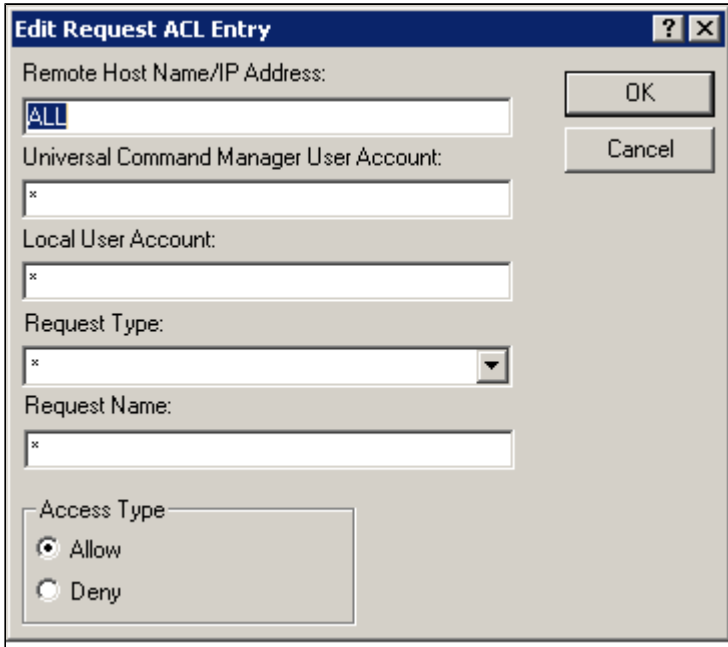 Edit Request ACL Entry
Remote Host Name/IP Address:
ALL
OK
Universal Command Manager User Account:
Cancel
*
Local User Account:
*
Request Type:
*
Request Name:
*
Access Type
Allow
Deny